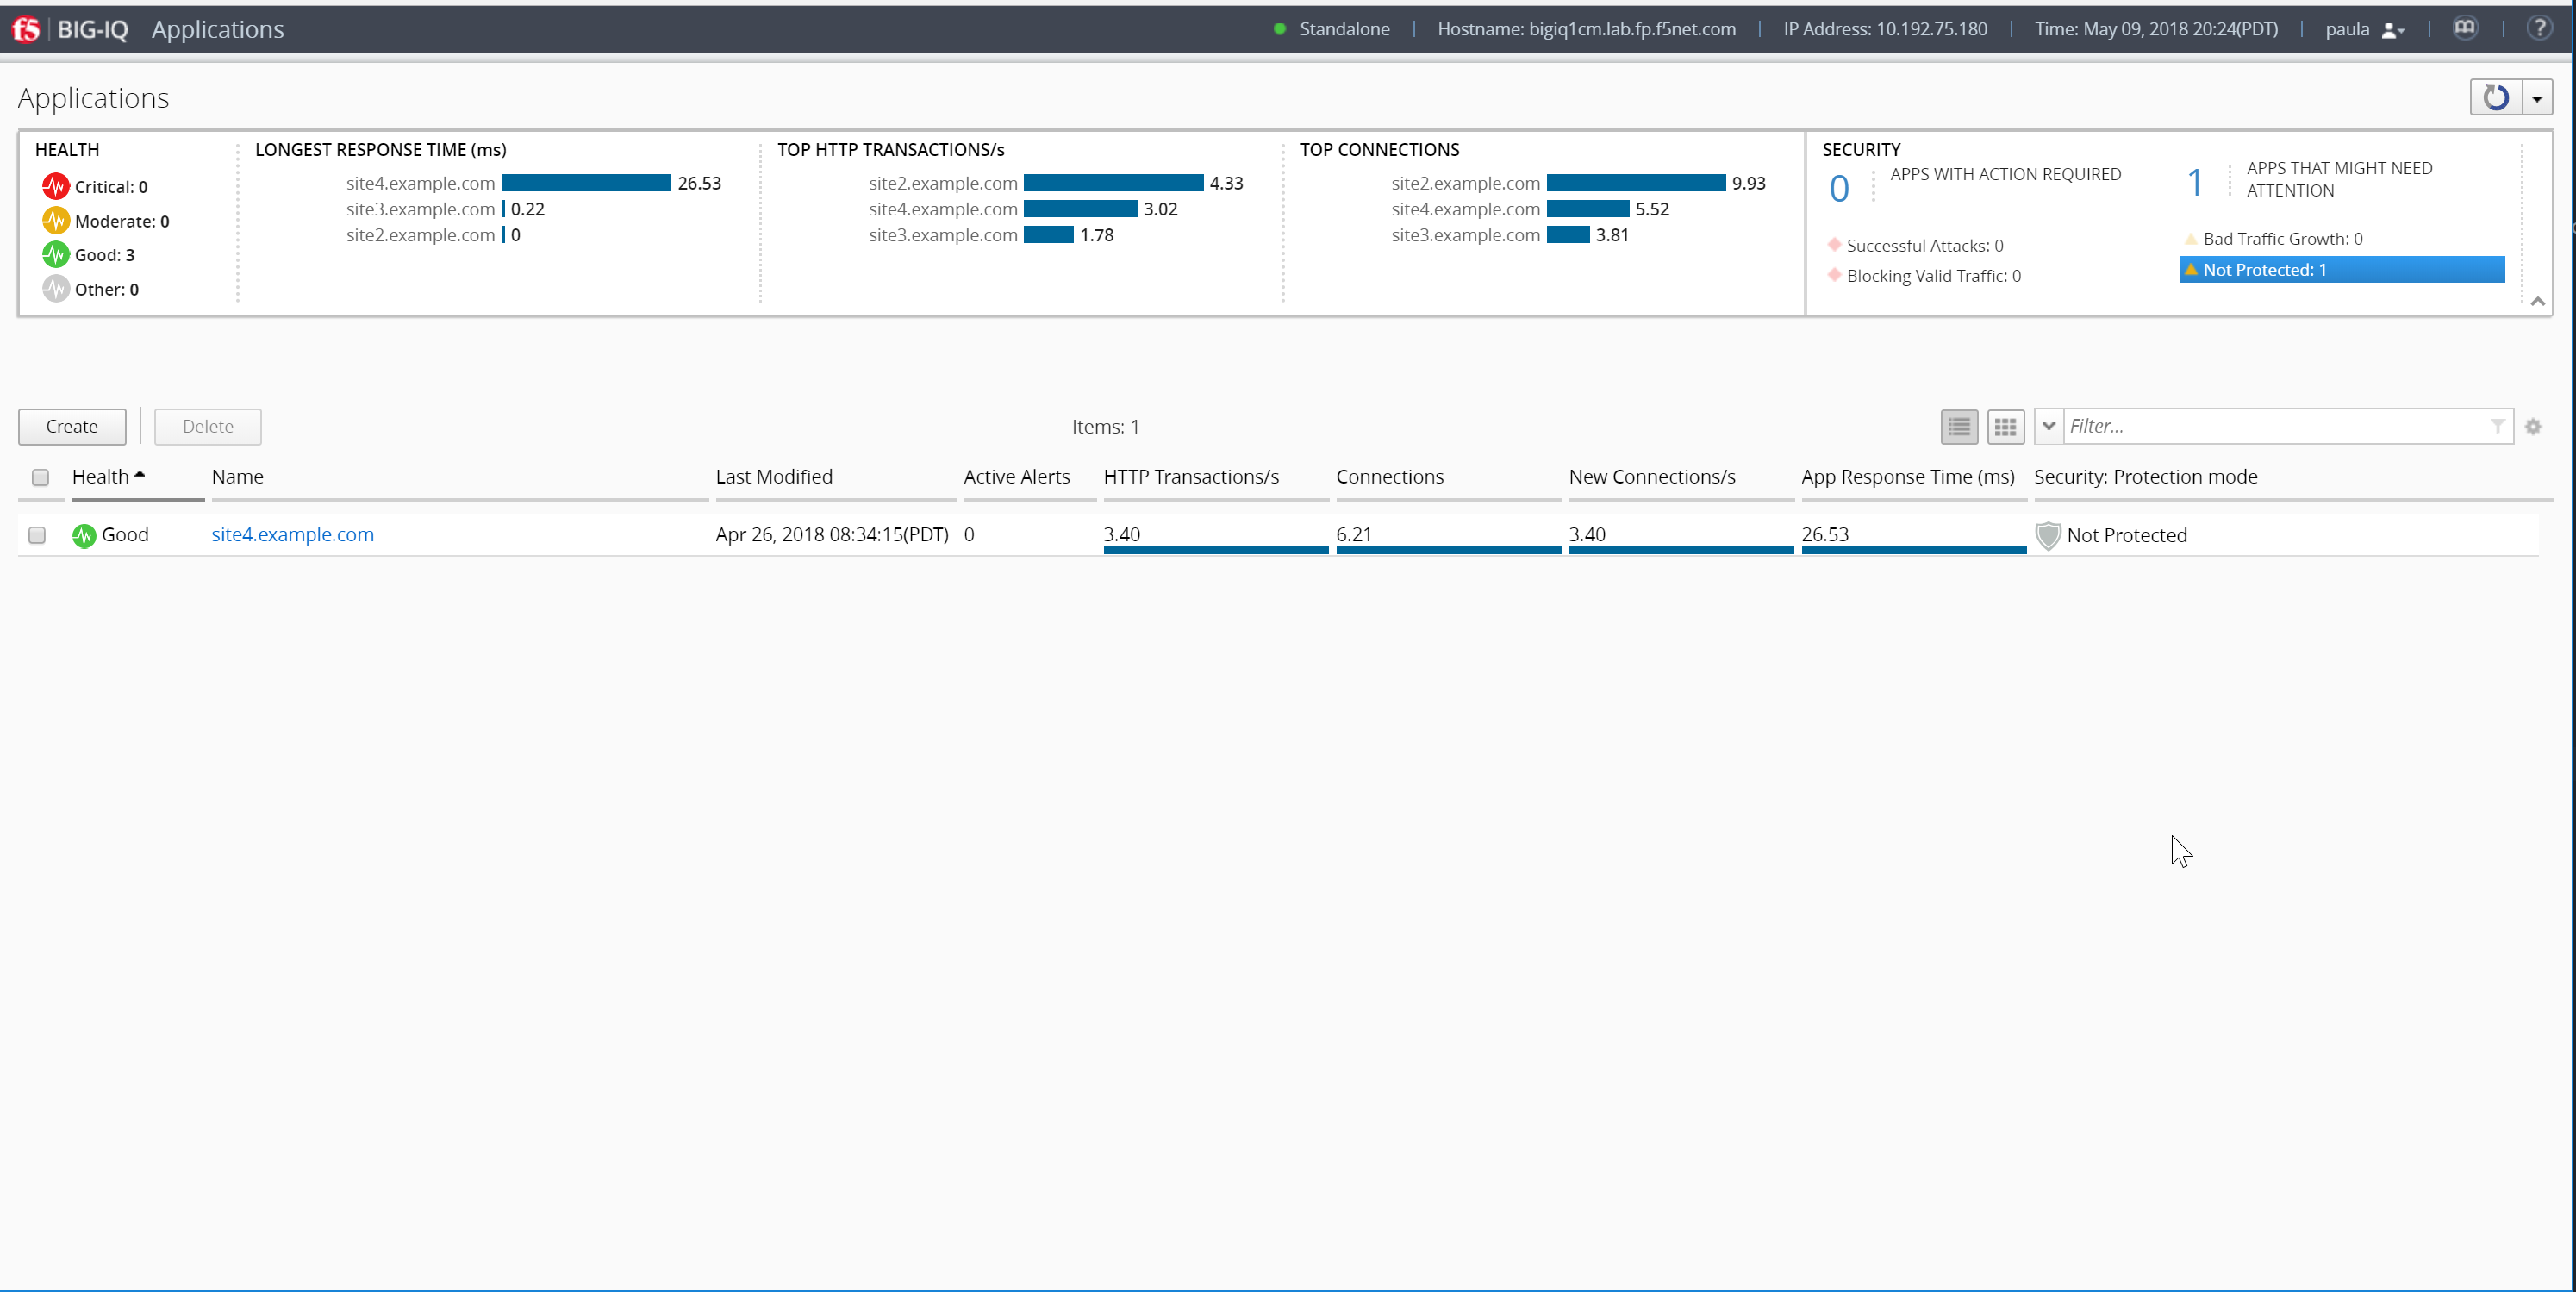 f5 BIG-IQ Applications Standalone Hostname: bigiq1cm.lab.fp.f5net.com IP Address: 10.192.75.180 Time: May 09, 2018 20:24(PDT) paula ?
Applications
HEALTH
Critical: 0
Moderate: 0
Good: 3
Other: 0
LONGEST RESPONSE TIME (ms)
site4.example.com 26.53
site3.example.com 0.22
site2.example.com 0
TOP HTTP TRANSACTIONS/s
site2.example.com 4.33
site4.example.com 3.02
site3.example.com 1.78
TOP CONNECTIONS
site2.example.com 9.93
site4.example.com 5.52
site3.example.com 3.81
SECURITY
0 APPS WITH ACTION REQUIRED
Successful Attacks: 0
Blocking Valid Traffic: 0
1 APPS THAT MIGHT NEED
ATTENTION
Bad Traffic Growth: 0
Not Protected: 1
Create Delete Items: 1 Filter...
Health Name Last Modified Active Alerts HTTP Transactions/s Connections New Connections/s App Response Time (ms) Security: Protection mode
Good site4.example.com Apr 26, 2018 08:34:15(PDT) 0 3.40 6.21 3.40 26.53 Not Protected